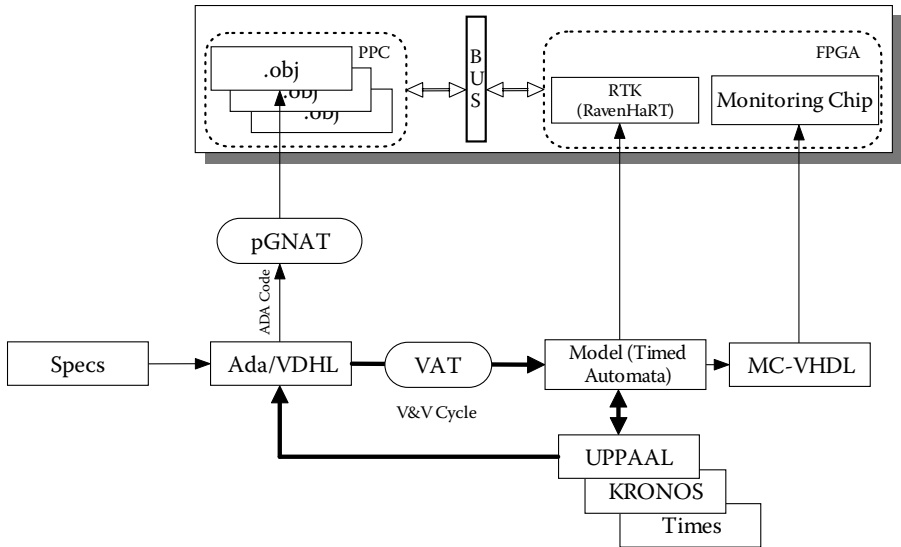 PPC
.obj
.obj
.obj
BUS
FPGA
RTK
(RavenHaRT)
Monitoring Chip
pGNAT
ADA Code
Specs
Ada/VDHL
VAT
V&V Cycle
Model (Timed
Automata)
MC-VHDL
UPPAAL
KRONOS
Times